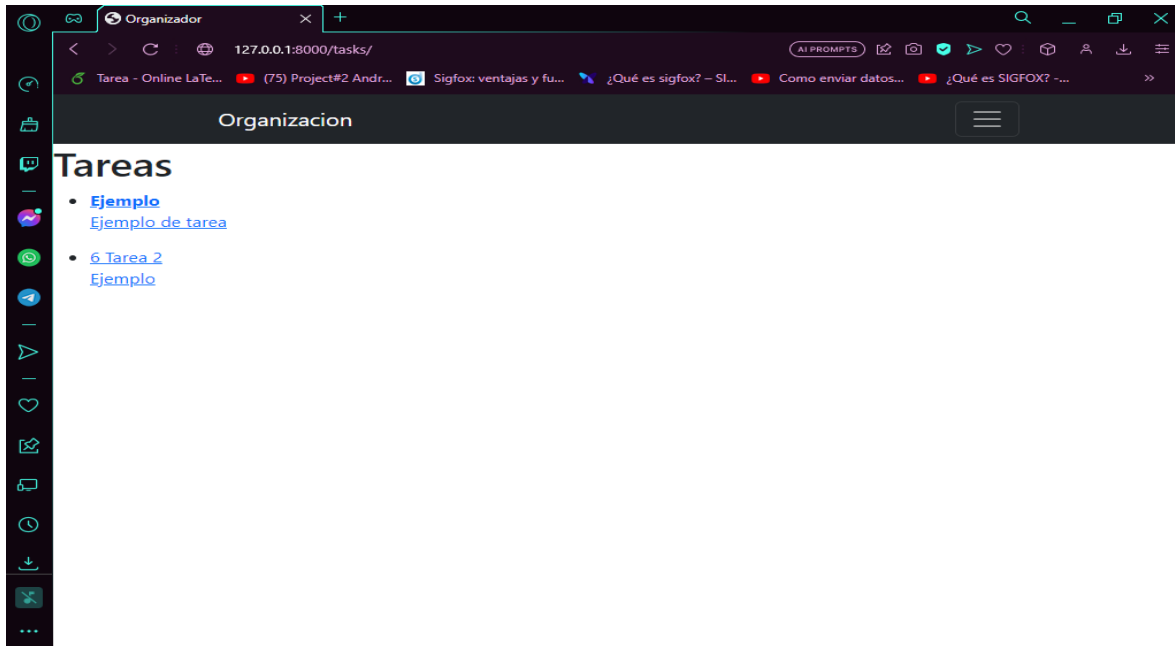 Organizador
127.0.0.1:8000/tasks/
AI PROMPTS
Tarea - Online LaTe... (75) Project#2 Andr... Sigfox: ventajas y fu... ¿Qué es sigfox? – SI... Como enviar datos... ¿Qué es SIGFOX? -...
Organizacion
Tareas
Ejemplo
Ejemplo de tarea
6 Tarea 2
Ejemplo